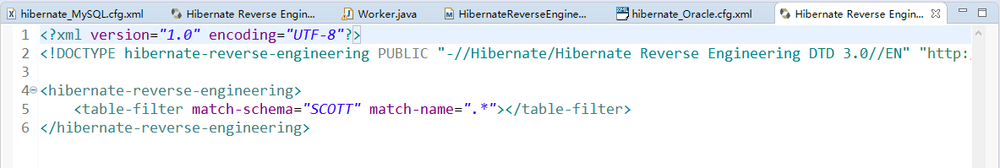 hibernate_MySQL.cfg.xml Hibernate Reverse Engin... Worker.java HibernateReverseEngine... hibernate_Oracle.cfg.xml Hibernate Reverse Engin...
1 <?xml version="1.0" encoding="UTF-8"?>
2 <!DOCTYPE hibernate-reverse-engineering PUBLIC "-//Hibernate/Hibernate Reverse Engineering DTD 3.0//EN" "http:/
3
4 <hibernate-reverse-engineering>
5 <table-filter match-schema="SCOTT" match-name=".*"></table-filter>
6 </hibernate-reverse-engineering>